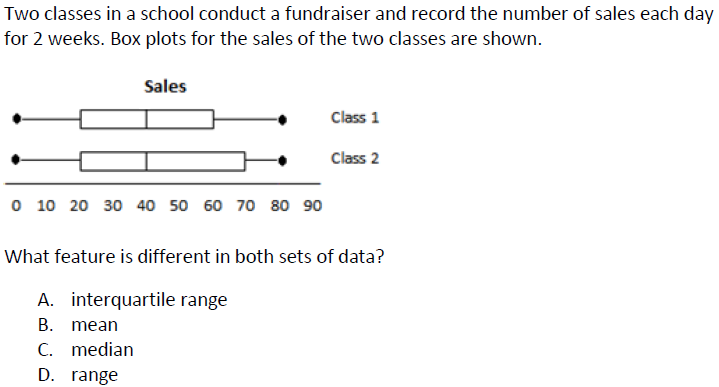 Two classes in a school conduct a fundraiser and record the number of sales each day
for 2 weeks. Box plots for the sales of the two classes are shown.
Sales
Class 1
Class 2
0 10 20 30 40 50 60 70 80 90
What feature is different in both sets of data?
A. interquartile range
B. mean
C. median
D. range